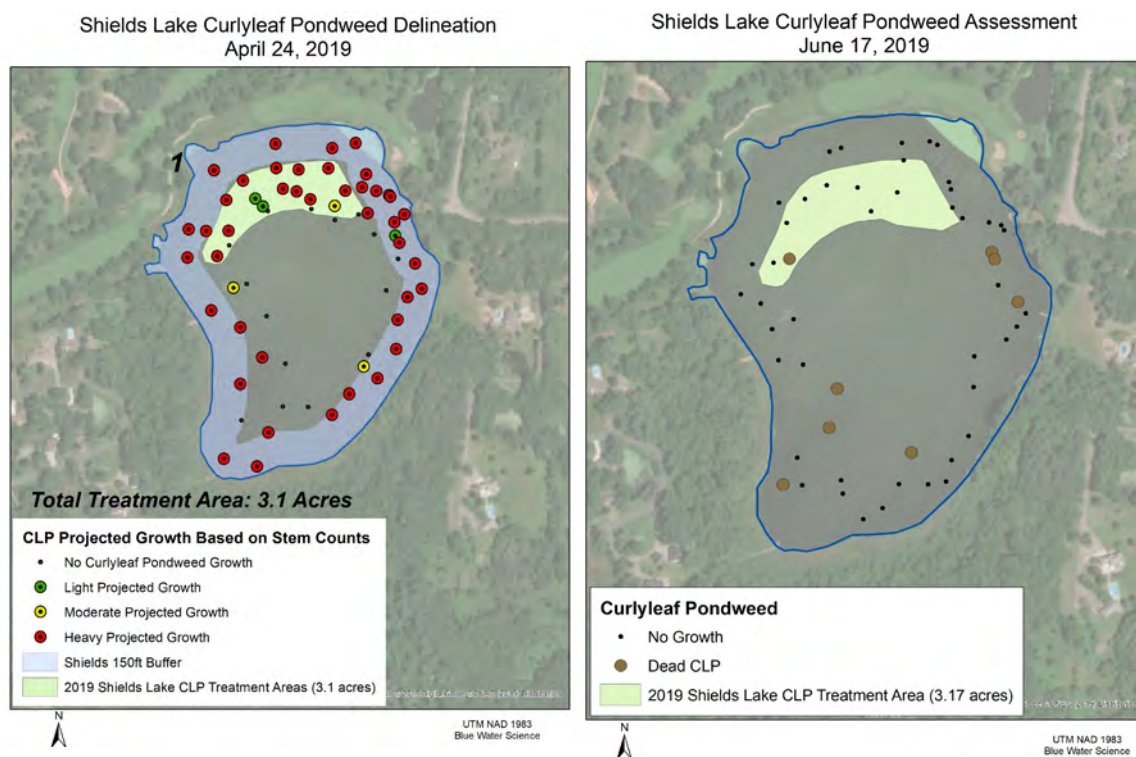 Shields Lake Curlyleaf Pondweed Delineation
April 24, 2019
1
Total Treatment Area: 3.1 Acres
CLP Projected Growth Based on Stem Counts
No Curlyleaf Pondweed Growth
Light Projected Growth
Moderate Projected Growth
Heavy Projected Growth
Shields 150ft Buffer
2019 Shields Lake CLP Treatment Areas (3.1 acres)
N
UTM NAD 1983
Blue Water Science
Shields Lake Curlyleaf Pondweed Assessment
June 17, 2019
Curlyleaf Pondweed
No Growth
Dead CLP
2019 Shields Lake CLP Treatment Area (3.17 acres)
N
UTM NAD 1983
Blue Water Science